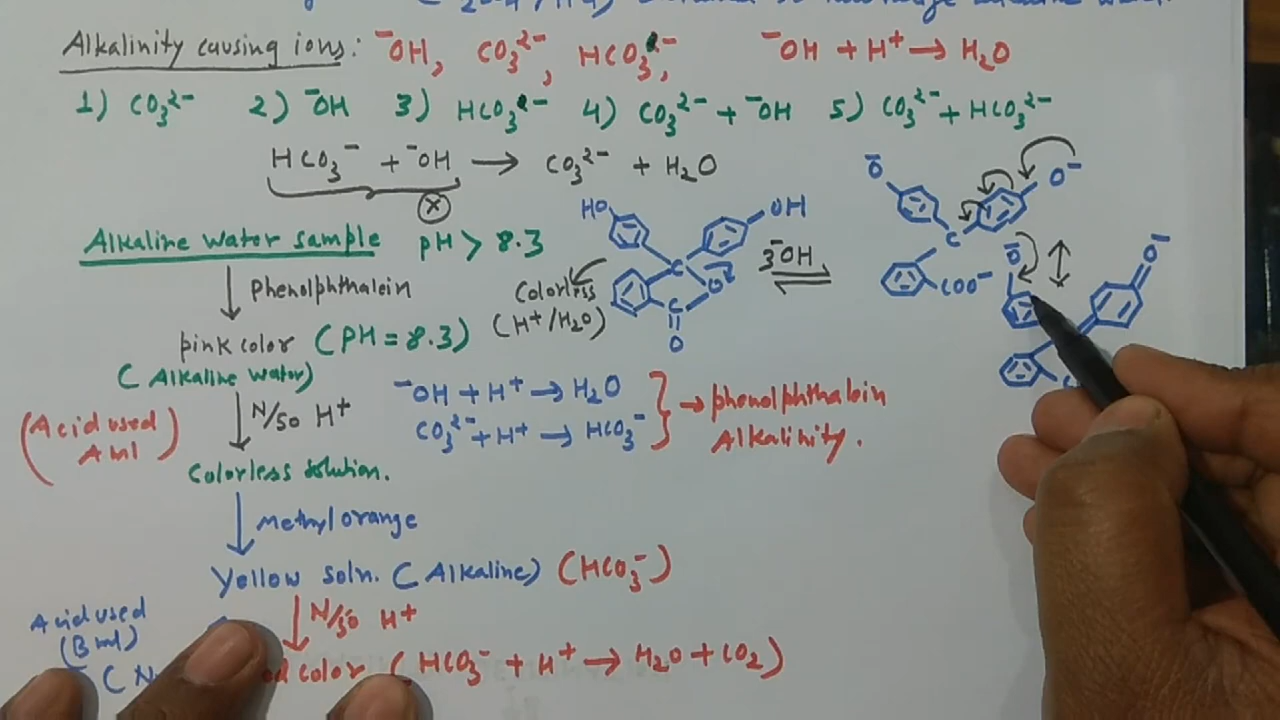 Alkalinity causing ions: ⁻OH, CO₃²⁻, HCO₃⁻, ⁻OH + H⁺ → H₂O
1) CO₃²⁻ 2) ⁻OH 3) HCO₃⁻ 4) CO₃²⁻ + ⁻OH 5) CO₃²⁻ + HCO₃²⁻
HCO₃⁻ + ⁻OH → CO₃²⁻ + H₂O
Alkaline water sample pH > 8.3
Phenolphthalein
pink color (PH = 8.3)
(Alkaline water)
N/50 H⁺
(Acid used
A ml)
Colorless solution.
⁻OH + H⁺ → H₂O
CO₃²⁻ + H⁺ → HCO₃⁻
→ phenolphthalein
Alkalinity.
HO OH
C
O
C
O
Colorless
(H⁺/H₂O)
3⁻OH
O⁻ O⁻
C
COO⁻
O⁻ O⁻
Methyl orange
Yellow soln. (Alkaline) (HCO₃⁻)
N/50 H⁺
Acid used
(B ml)
color (HCO₃⁻ + H⁺ → H₂O + CO₂)
(N